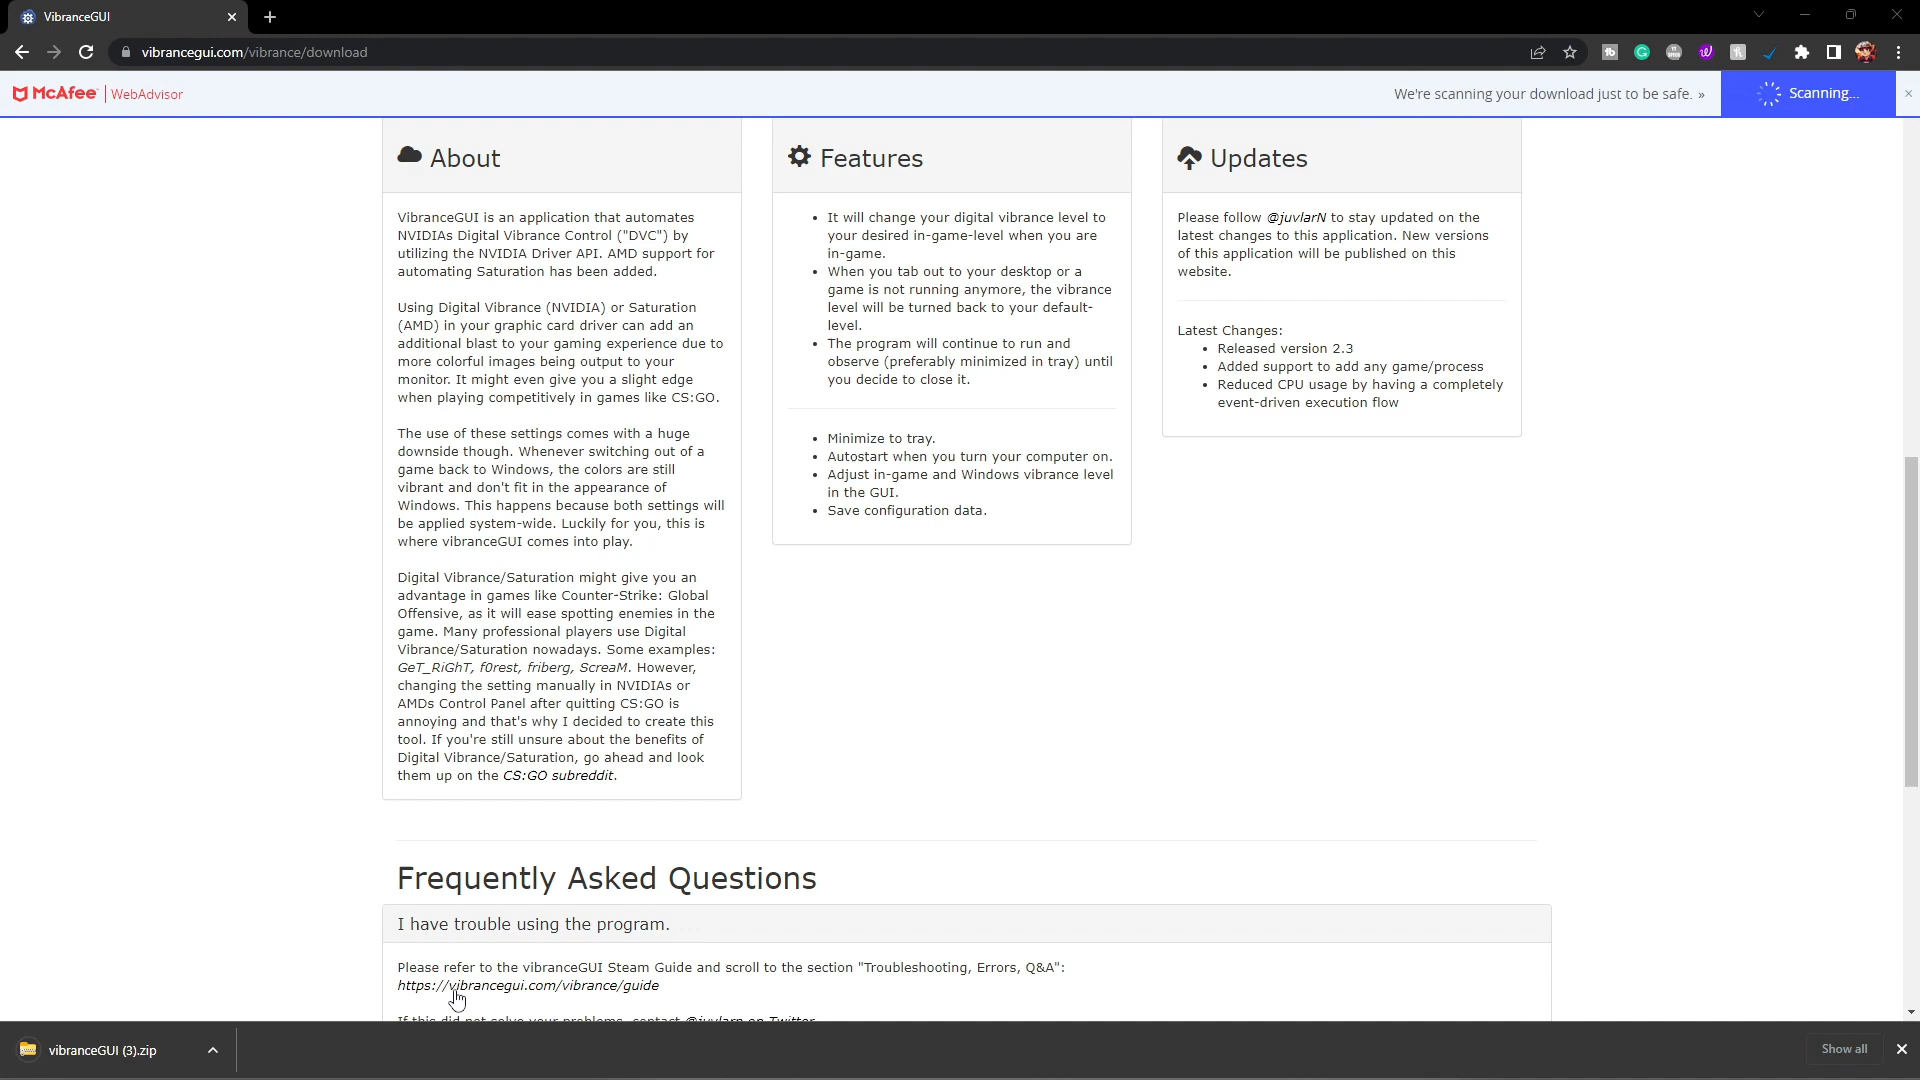 VibranceGUI
vibrancegui.com/vibrance/download
McAfee | WebAdvisor
We're scanning your download just to be safe. »
Scanning...
About
VibranceGUI is an application that automates
NVIDIAs Digital Vibrance Control ("DVC") by
utilizing the NVIDIA Driver API. AMD support for
automating Saturation has been added.
Using Digital Vibrance (NVIDIA) or Saturation
(AMD) in your graphic card driver can add an
additional blast to your gaming experience due to
more colorful images being output to your
monitor. It might even give you a slight edge
when playing competitively in games like CS:GO.
The use of these settings comes with a huge
downside though. Whenever switching out of a
game back to Windows, the colors are still
vibrant and don't fit in the appearance of
Windows. This happens because both settings will
be applied system-wide. Luckily for you, this is
where vibranceGUI comes into play.
Digital Vibrance/Saturation might give you an
advantage in games like Counter-Strike: Global
Offensive, as it will ease spotting enemies in the
game. Many professional players use Digital
Vibrance/Saturation nowadays. Some examples:
GeT_RiGhT, f0rest, friberg, ScreaM. However,
changing the setting manually in NVIDIAs or
AMDs Control Panel after quitting CS:GO is
annoying and that's why I decided to create this
tool. If you're still unsure about the benefits of
Digital Vibrance/Saturation, go ahead and look
them up on the CS:GO subreddit.
Features
• It will change your digital vibrance level to
your desired in-game-level when you are
in-game.
• When you tab out to your desktop or a
game is not running anymore, the vibrance
level will be turned back to your default-
level.
• The program will continue to run and
observe (preferably minimized in tray) until
you decide to close it.
• Minimize to tray.
• Autostart when you turn your computer on.
• Adjust in-game and Windows vibrance level
in the GUI.
• Save configuration data.
Updates
Please follow @juvlarN to stay updated on the
latest changes to this application. New versions
of this application will be published on this
website.
Latest Changes:
• Released version 2.3
• Added support to add any game/process
• Reduced CPU usage by having a completely
event-driven execution flow
Frequently Asked Questions
I have trouble using the program.
Please refer to the vibranceGUI Steam Guide and scroll to the section "Troubleshooting, Errors, Q&A":
https://vibrancegui.com/vibrance/guide
If this did not solve your problems, contact @juvlarn on Twitter
vibranceGUI (3).zip
Show all